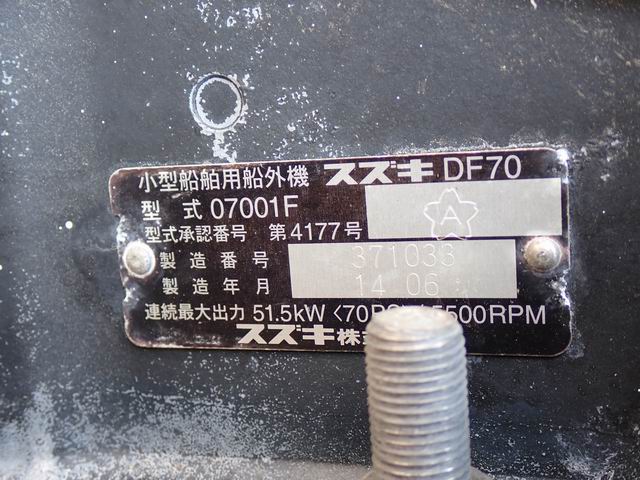 小型船舶用船外機 スズキ DF70
型式 07001F
A
型式承認番号 第4177号
製造番号 371033
製造年月 14 06
連続最大出力 51.5kW 500RPM
スズキ株